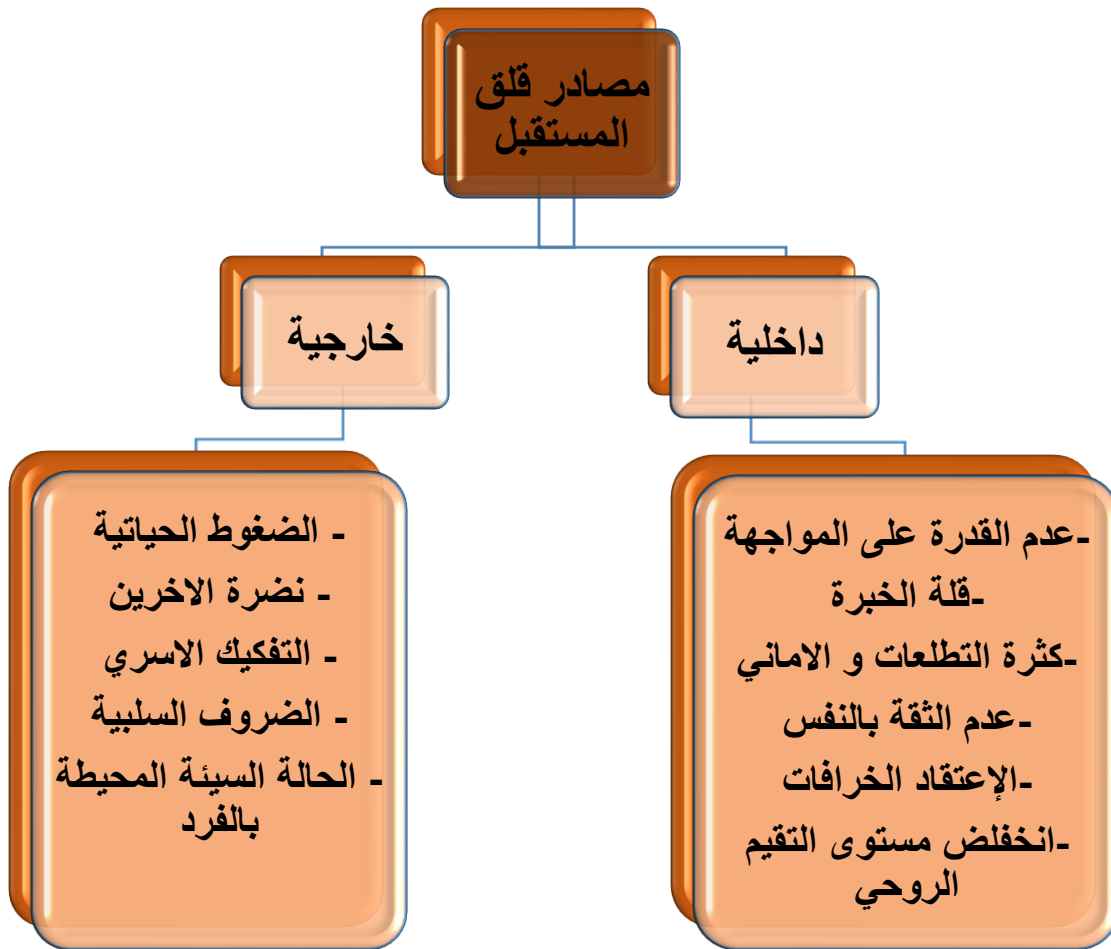 مصادر قلق
المستقبل
داخلية
خارجية
-عدم القدرة على المواجهة
-قلة الخبرة
-كثرة التطلعات و الاماني
-عدم الثقة بالنفس
-الإعتقاد الخرافات
-انخفلض مستوى التقيم
الروحي
- الضغوط الحياتية
- نضرة الاخرين
- التفكيك الاسري
- الضروف السلبية
- الحالة السيئة المحيطة
بالفرد